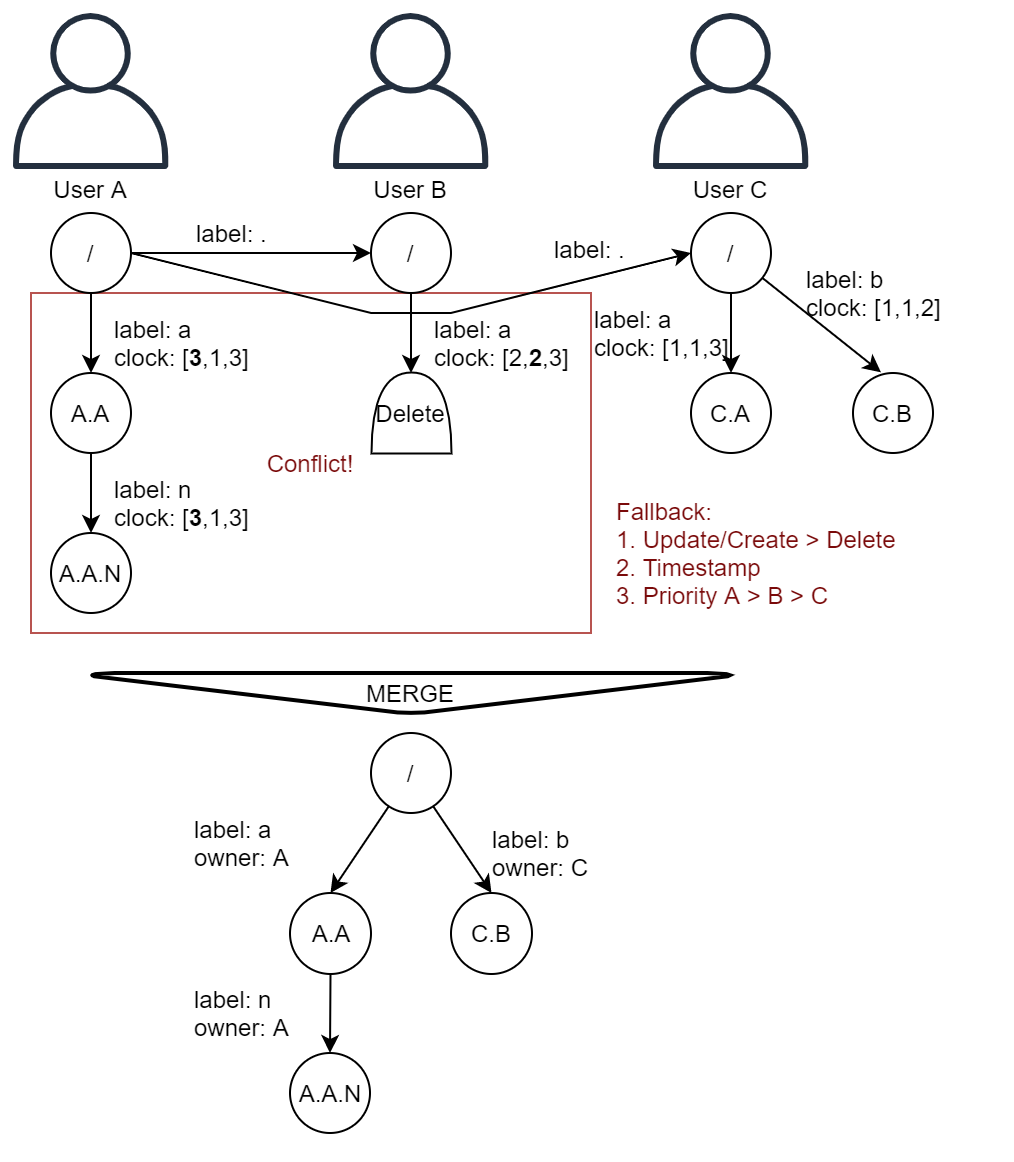 User A
User B
User C
/
/
/
label: .
label: .
label: b
clock: [1,1,2]
label: a
clock: [3,1,3]
label: a
clock: [2,2,3]
label: a
clock: [1,1,3]
A.A
Delete
C.A
C.B
Conflict!
label: n
clock: [3,1,3]
A.A.N
Fallback:
1. Update/Create > Delete
2. Timestamp
3. Priority A > B > C
MERGE
/
label: a
owner: A
label: b
owner: C
A.A
C.B
label: n
owner: A
A.A.N